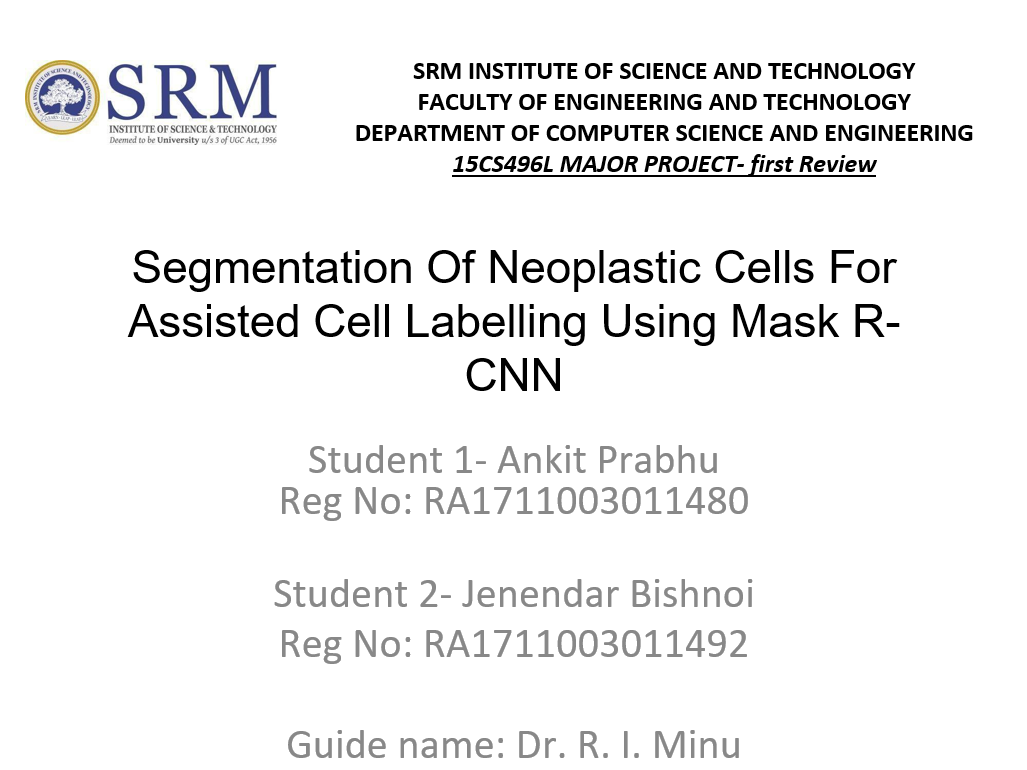 SRM
INSTITUTE OF SCIENCE & TECHNOLOGY
Deemed to be University u/s 3 of UGC Act, 1956
SRM INSTITUTE OF SCIENCE AND TECHNOLOGY
FACULTY OF ENGINEERING AND TECHNOLOGY
DEPARTMENT OF COMPUTER SCIENCE AND ENGINEERING
15CS496L MAJOR PROJECT- first Review
Segmentation Of Neoplastic Cells For
Assisted Cell Labelling Using Mask R-
CNN
Student 1- Ankit Prabhu
Reg No: RA1711003011480
Student 2- Jenendar Bishnoi
Reg No: RA1711003011492
Guide name: Dr. R. I. Minu